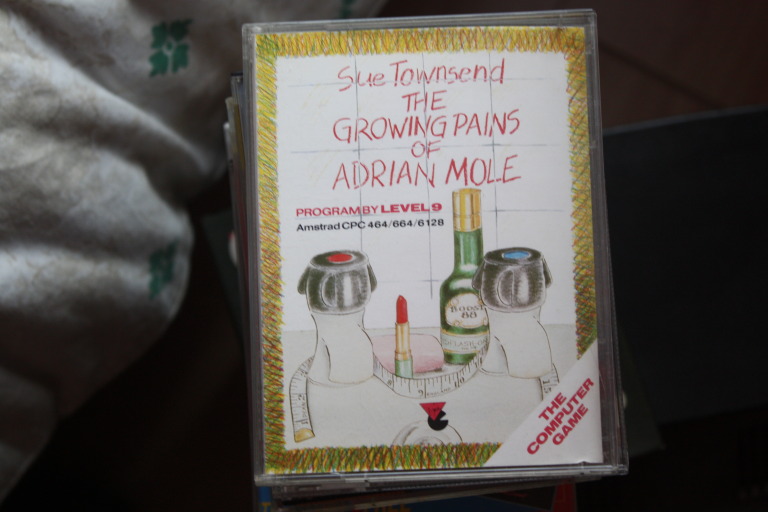 Sue Townsend
THE
GROWING PAINS
OF
ADRIAN MOLE
PROGRAM BY LEVEL 9
Amstrad CPC 464/664/6128
THE
COMPUTER
GAME